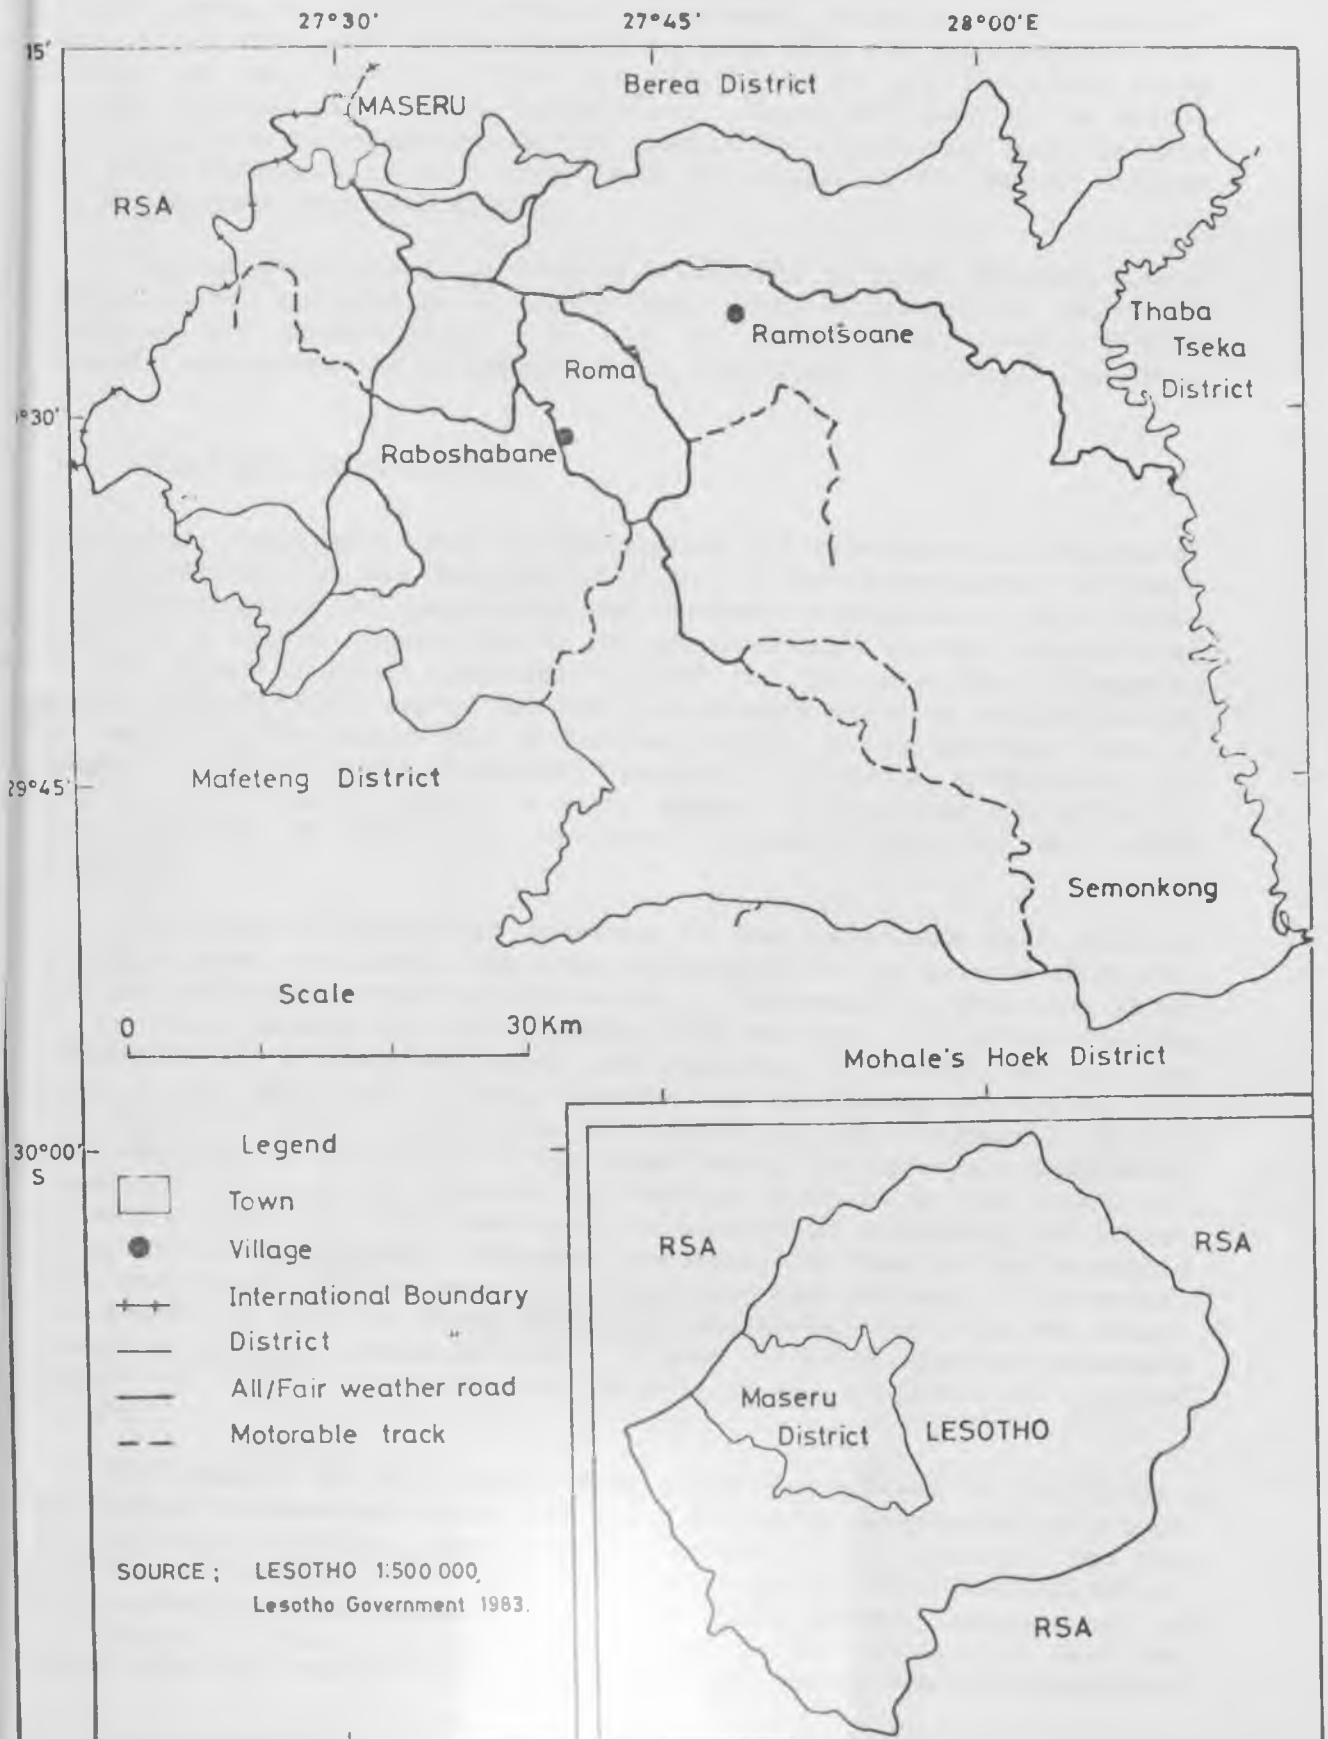 27°30' 27°45' 28°00'E
15'
Berea District
MASERU
RSA
Thaba
Tseka
District
Ramotsoane
Roma
°30'
Raboshabane
Mafeteng District
29°45'
Semonkong
Scale
0 30Km
Mohale's Hoek District
30°00'
S
Legend
Town
Village
International Boundary
District "
All/Fair weather road
Motorable track
SOURCE; LESOTHO 1:500 000,
Lesotho Government 1983.
RSA
RSA
Maseru
District
LESOTHO
RSA